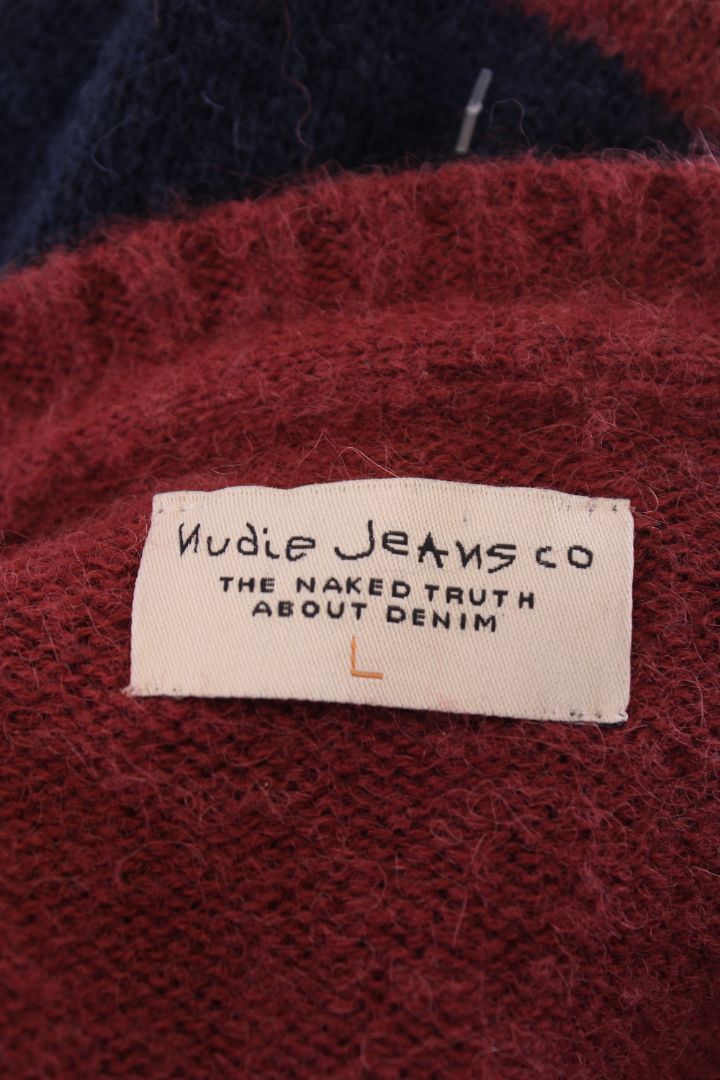 Nudie Jeans co
THE NAKED TRUTH
ABOUT DENIM
L